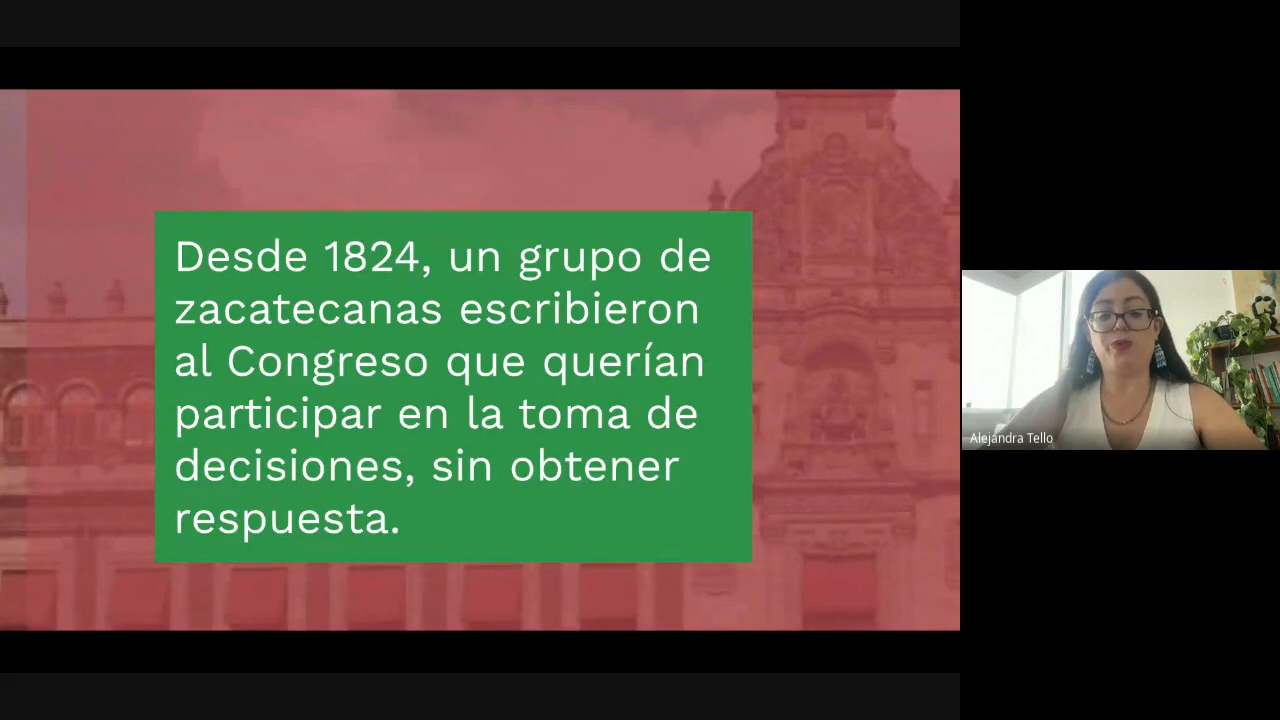 Desde 1824, un grupo de
zacatecanas escribieron
al Congreso que querían
participar en la toma de
decisiones, sin obtener
respuesta.
Alejandra Tello